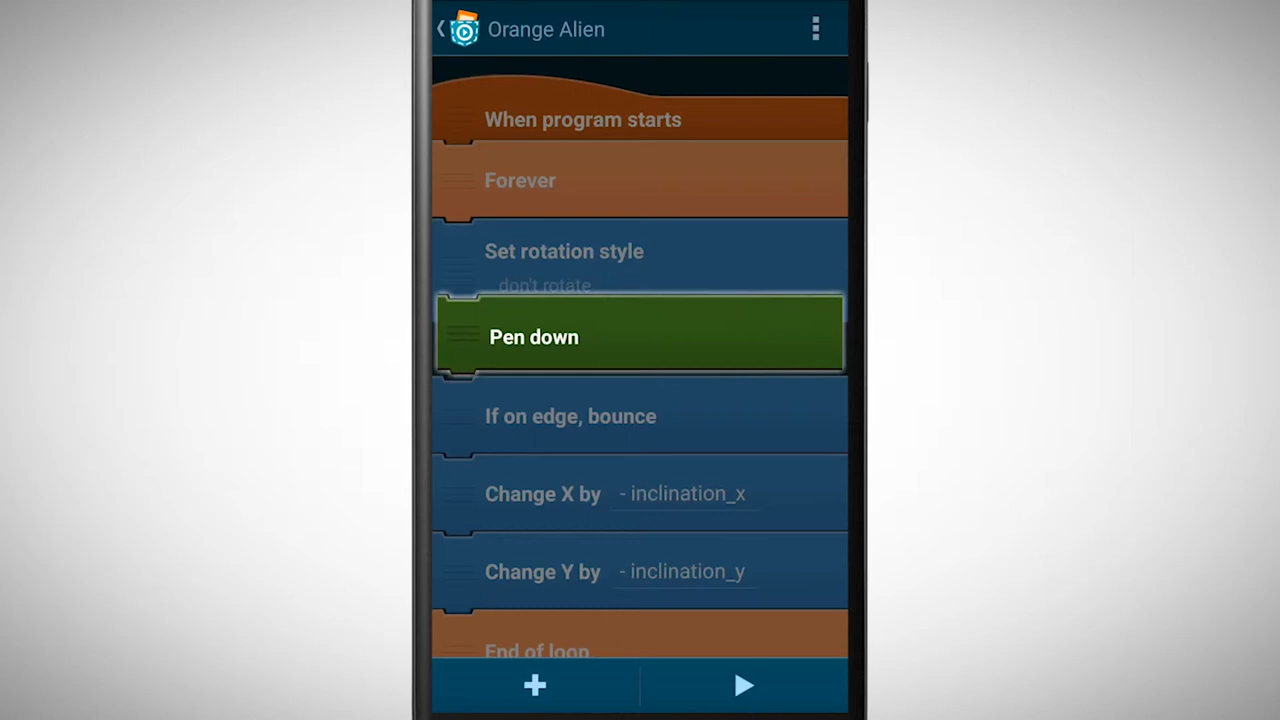 Orange Alien
When program starts
Forever
Set rotation style
don't rotate
Pen down
If on edge, bounce
Change X by - inclination_x
Change Y by - inclination_y
End of loop